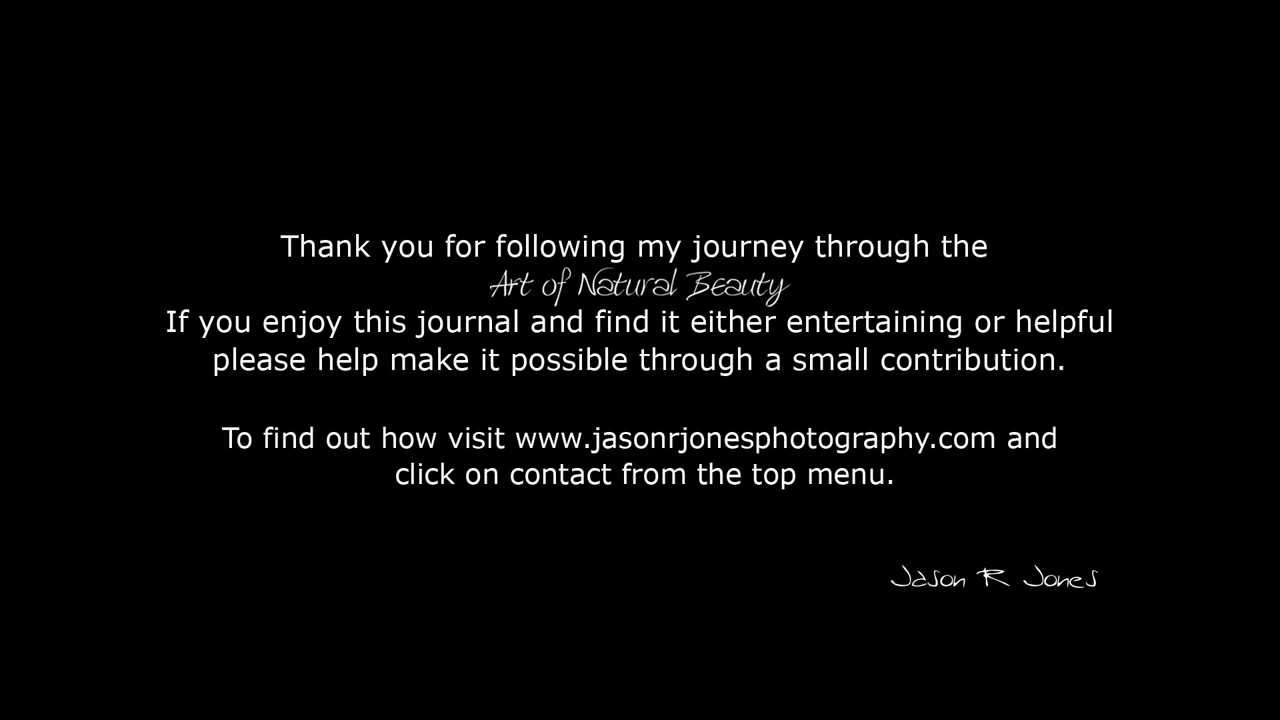 Thank you for following my journey through the
Art of Natural Beauty
If you enjoy this journal and find it either entertaining or helpful
please help make it possible through a small contribution.
To find out how visit www.jasonrjonesphotography.com and
click on contact from the top menu.
Jason R Jones